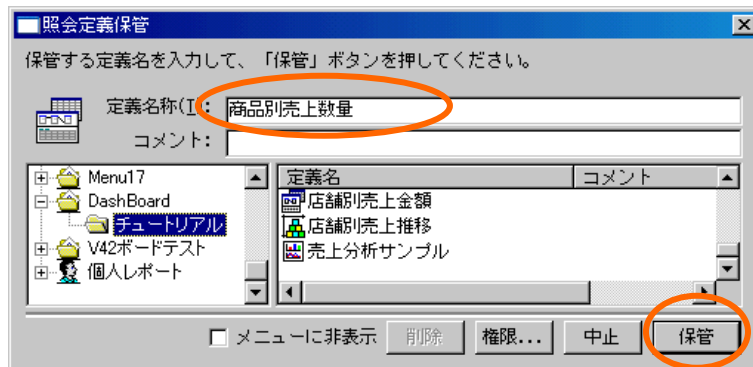 照会定義保管
保管する定義名を入力して、「保管」ボタンを押してください。
定義名称(I): 商品別売上数量
コメント:
Menu17
DashBoard
チュートリアル
V42ボードテスト
個人レポート
定義名 コメント
店舗別売上金額
店舗別売上推移
売上分析サンプル
メニューに非表示 削除 権限... 中止 保管